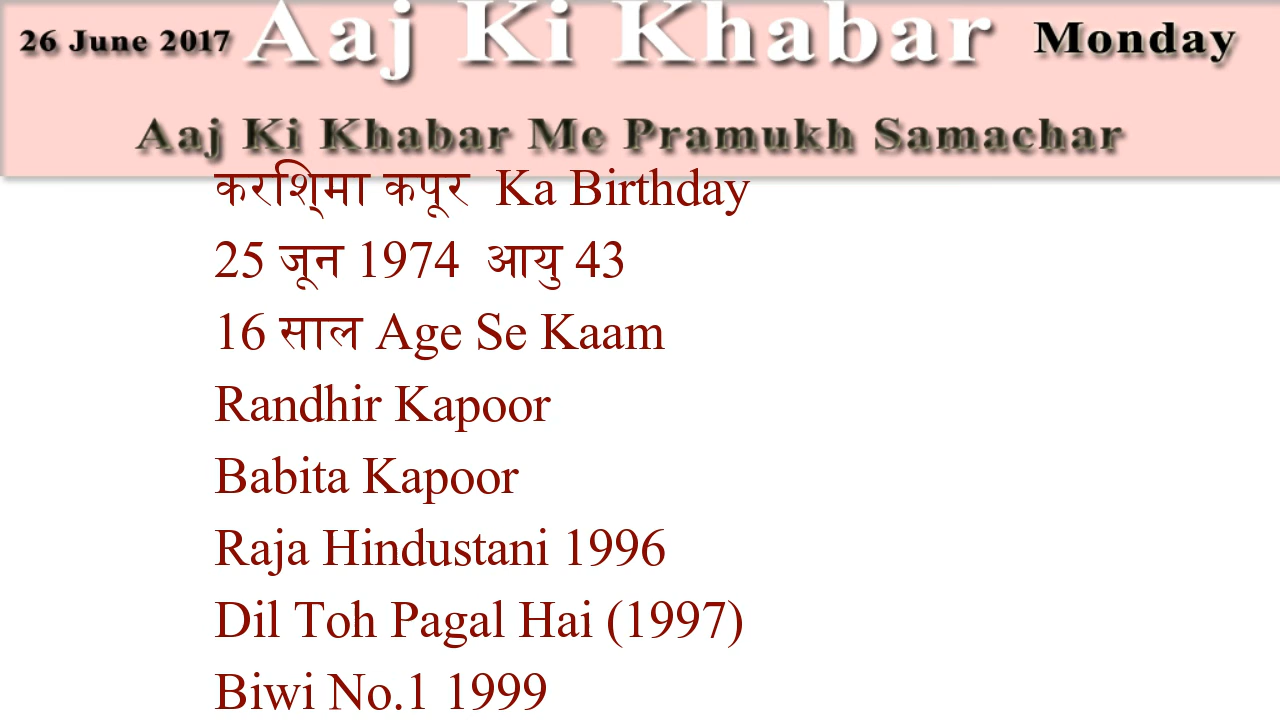 26 June 2017 Aaj Ki Khabar Monday
Aaj Ki Khabar Me Pramukh Samachar
करिश्मा कपूर Ka Birthday
25 जून 1974 आयु 43
16 साल Age Se Kaam
Randhir Kapoor
Babita Kapoor
Raja Hindustani 1996
Dil Toh Pagal Hai (1997)
Biwi No.1 1999